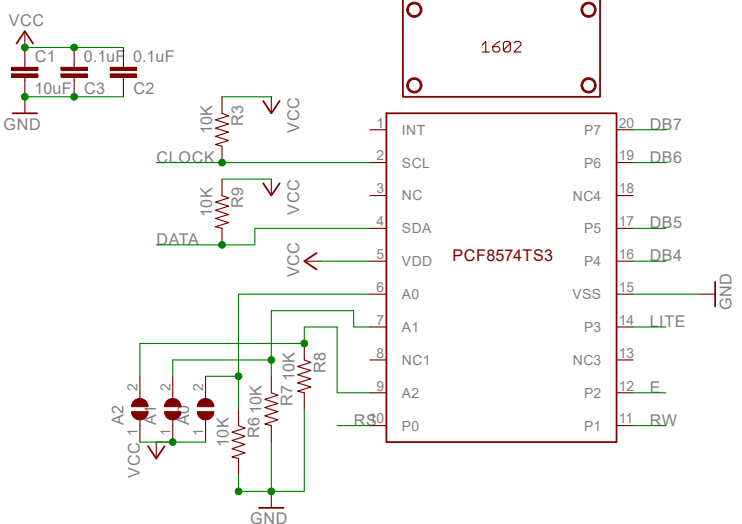 VCC
C1
0.1uF
0.1uF
10uF
C3
C2
GND
1602
10K
R3
VCC
CLOCK
10K
R9
VCC
DATA
VCC
1
INT
2
SCL
3
NC
4
SDA
5
VDD
6
A0
7
A1
8
NC1
9
A2
10
P0
RS
PCF8574TS3
P7
20
DB7
P6
19
DB6
NC4
18
P5
17
DB5
P4
16
DB4
VSS
15
GND
P3
14
LITE
NC3
13
P2
12
E
P1
11
RW
2
2
2
A2
A1
A0
1
1
1
VCC
10K
R6
10K
R7
10K
R8
GND